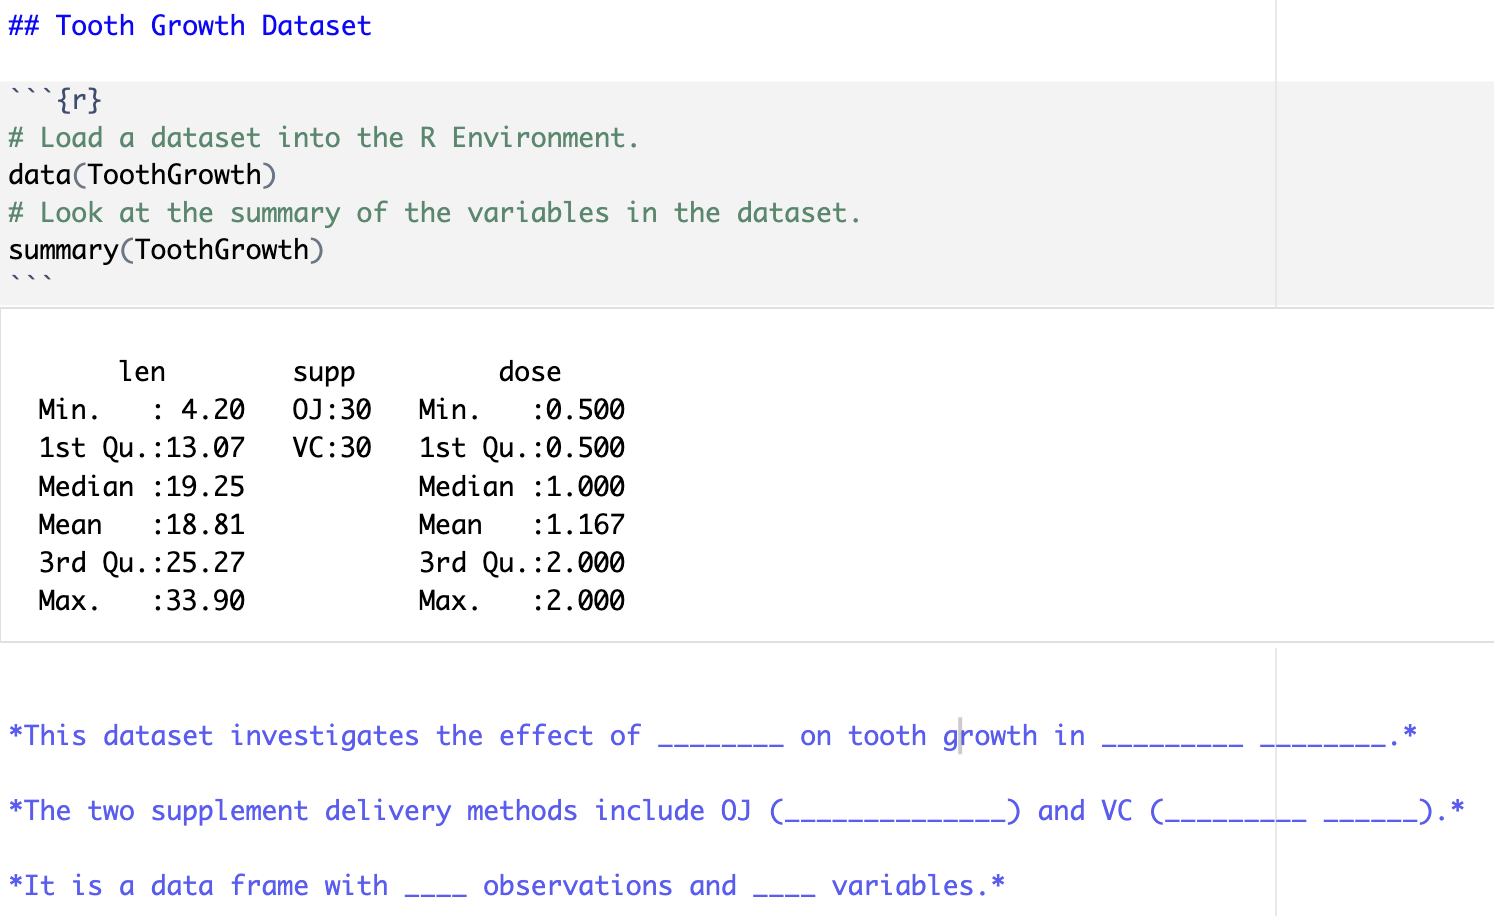 ## Tooth Growth Dataset
```{r}
# Load a dataset into the R Environment.
data(ToothGrowth)
# Look at the summary of the variables in the dataset.
summary(ToothGrowth)
```
      len        supp         dose
 Min.   : 4.20   OJ:30   Min.   :0.500
 1st Qu.:13.07   VC:30   1st Qu.:0.500
 Median :19.25           Median :1.000
 Mean   :18.81           Mean   :1.167
 3rd Qu.:25.27           3rd Qu.:2.000
 Max.   :33.90           Max.   :2.000
*This dataset investigates the effect of ________ on tooth growth in _________ ________.*
*The two supplement delivery methods include OJ (______________) and VC (_________ ______).*
*It is a data frame with ____ observations and ____ variables.*